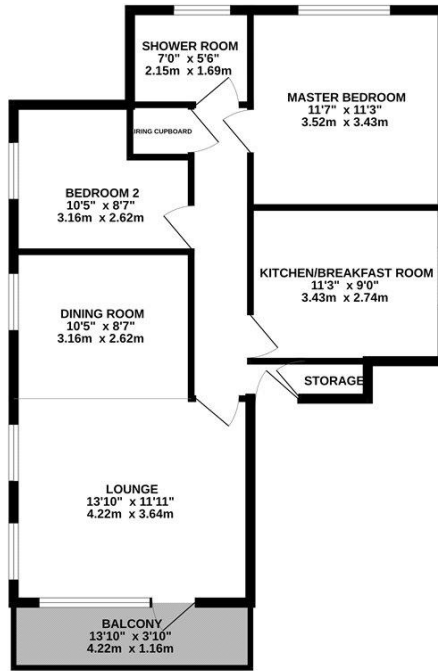 SHOWER ROOM
7'0" x 5'6"
2.15m x 1.69m
MASTER BEDROOM
11'7" x 11'3"
3.52m x 3.43m
IRING CUPBOARD
BEDROOM 2
10'5" x 8'7"
3.16m x 2.62m
KITCHEN/BREAKFAST ROOM
11'3" x 9'0"
3.43m x 2.74m
DINING ROOM
10'5" x 8'7"
3.16m x 2.62m
STORAGE
LOUNGE
13'10" x 11'11"
4.22m x 3.64m
BALCONY
13'10" x 3'10"
4.22m x 1.16m